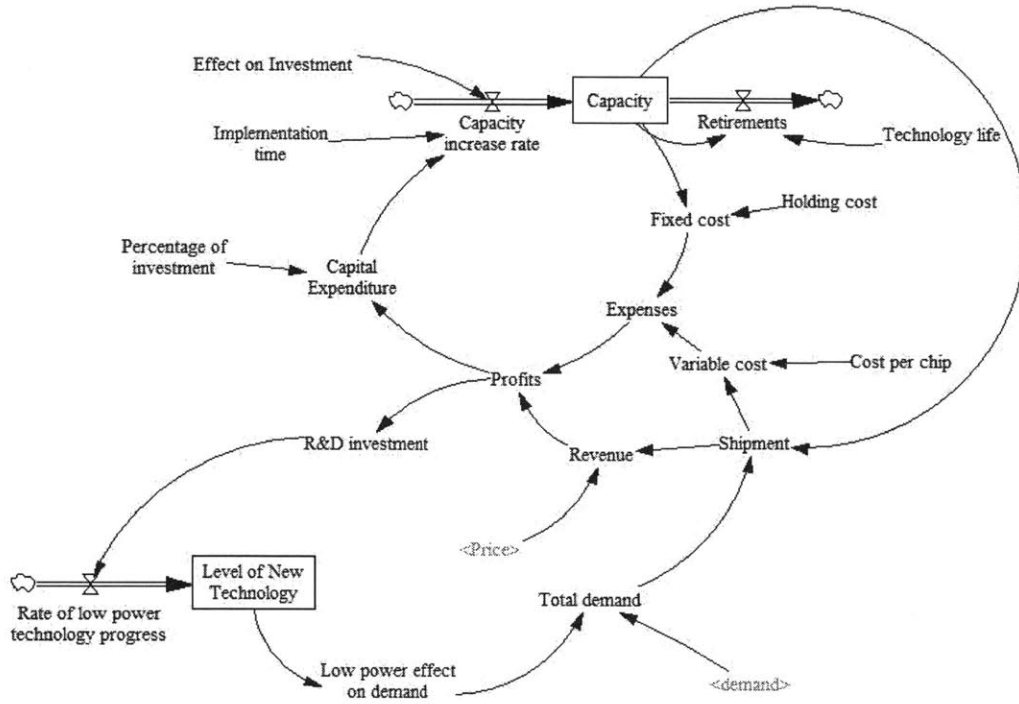 Effect on Investment
Capacity
Capacity
increase rate
Retirements
Implementation
time
Technology life
Holding cost
Fixed cost
Percentage of
investment
Capital
Expenditure
Expenses
Variable cost
Cost per chip
Profits
R&D investment
Revenue
Shipment
<Price>
Level of New
Technology
Rate of low power
technology progress
Total demand
Low power effect
on demand
<demand>